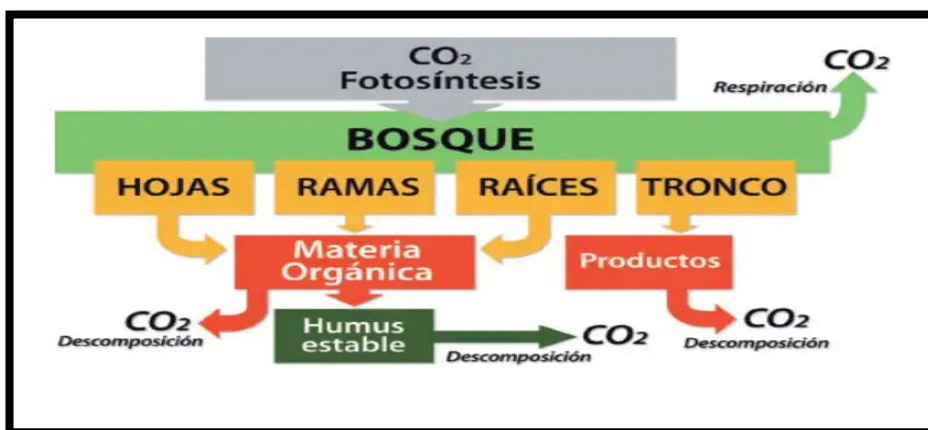 CO₂
Fotosíntesis
CO₂
Respiración
BOSQUE
HOJAS
RAMAS
RAÍCES
TRONCO
Materia
Orgánica
Productos
CO₂
Descomposición
Humus
estable
Descomposición
CO₂
CO₂
Descomposición